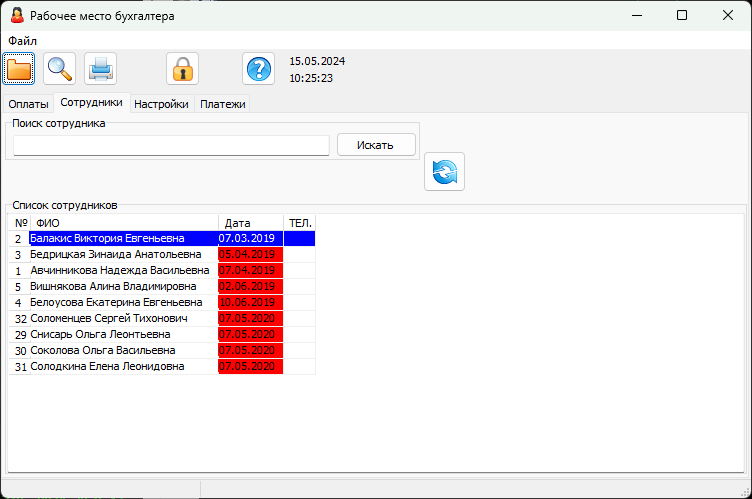 Рабочее место бухгалтера
Файл
15.05.2024
10:25:23
Оплаты Сотрудники Настройки Платежи
Поиск сотрудника
Искать
Список сотрудников
№ ФИО Дата ТЕЛ.
2 Балакис Виктория Евгеньевна 07.03.2019
3 Бедрицкая Зинаида Анатольевна 05.04.2019
1 Авчинникова Надежда Васильевна 07.04.2019
5 Вишнякова Алина Владимировна 02.06.2019
4 Белоусова Екатерина Евгеньевна 10.06.2019
32 Соломенцев Сергей Тихонович 07.05.2020
29 Снисарь Ольга Леонтьевна 07.05.2020
30 Соколова Ольга Васильевна 07.05.2020
31 Солодкина Елена Леонидовна 07.05.2020